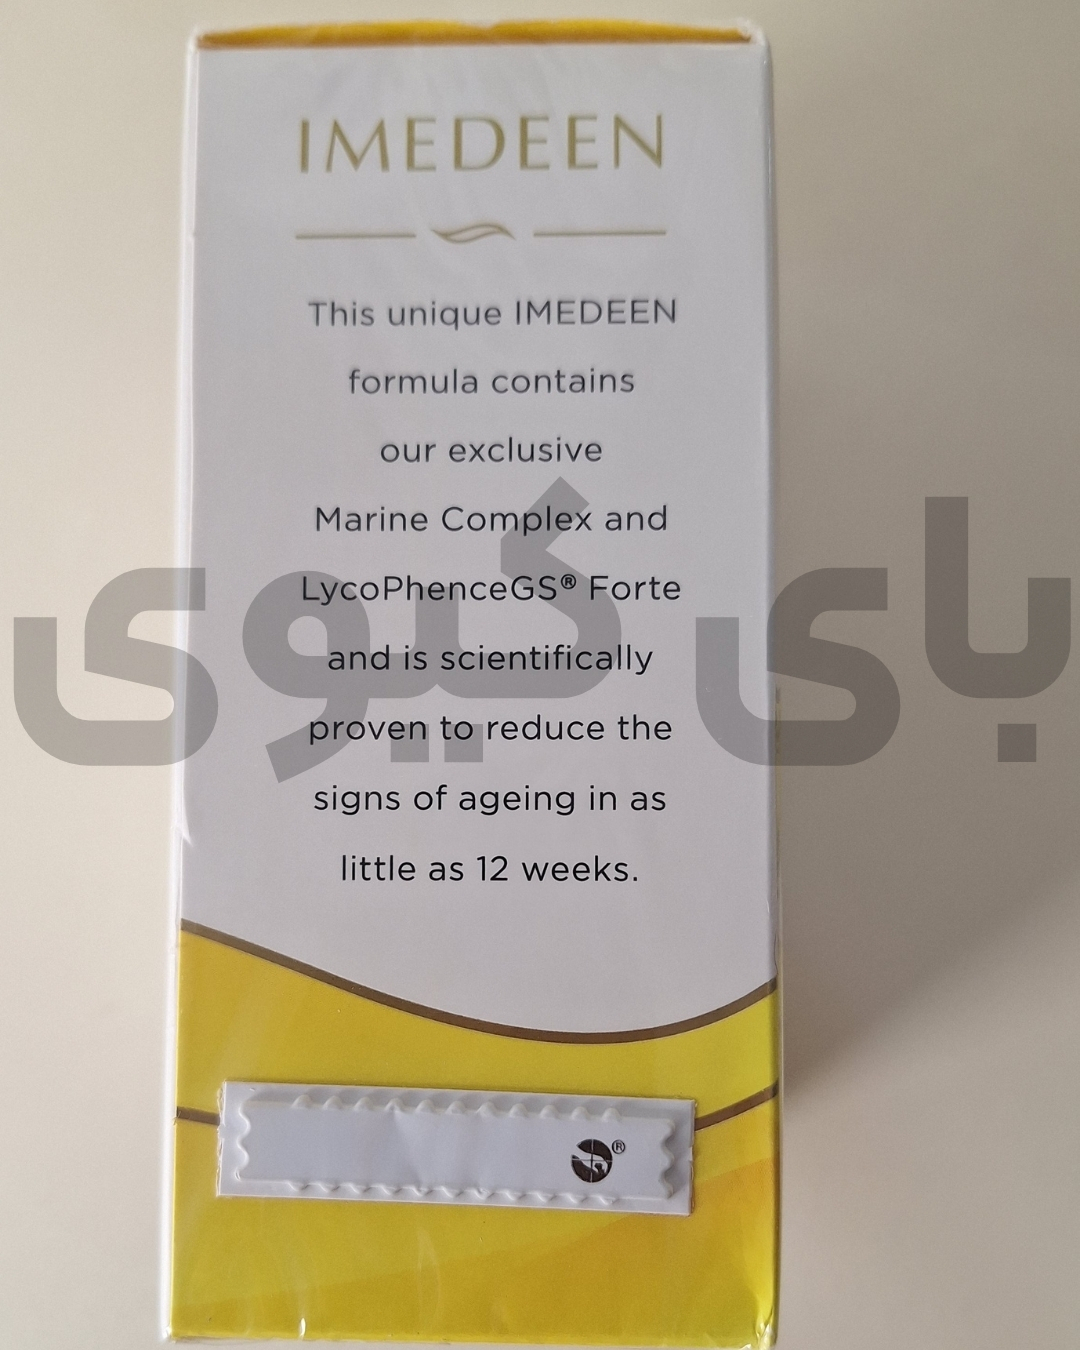 IMEDEEN
This unique IMEDEEN
formula contains
our exclusive
Marine Complex and
LycoPhenceGS® Forte
and is scientifically
proven to reduce the
signs of ageing in as
little as 12 weeks.
بای کیوی
®